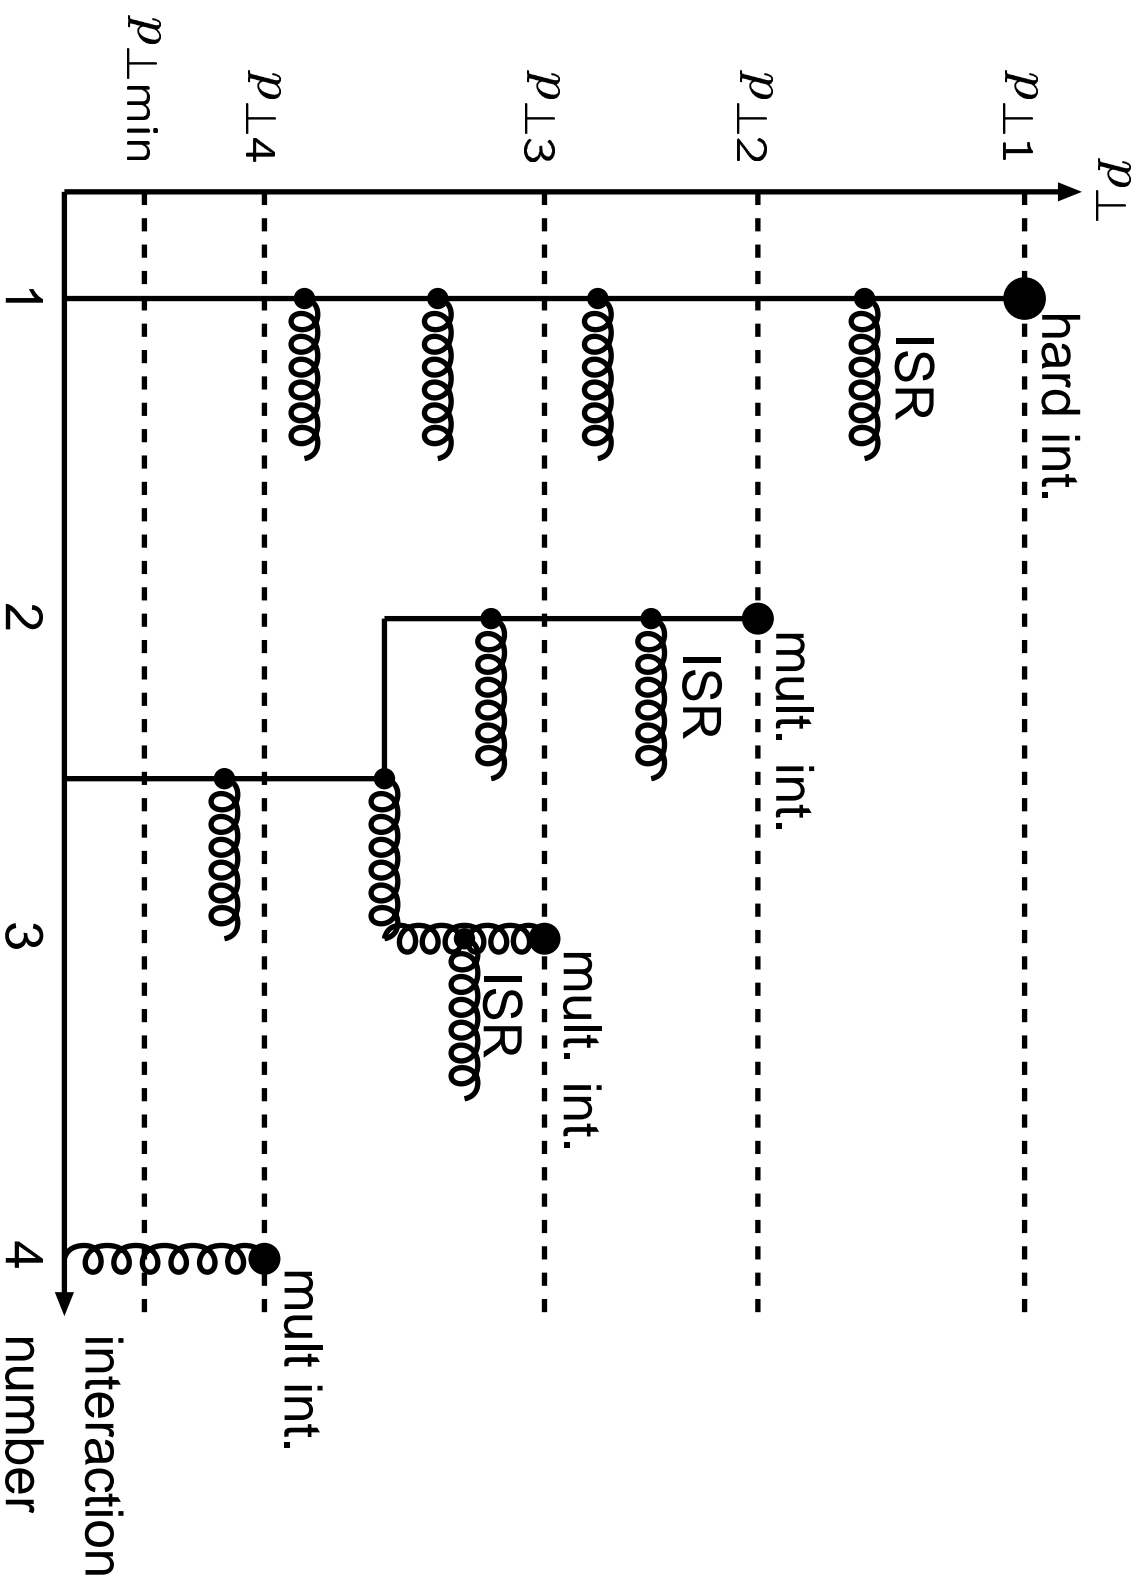 p⊥
hard int.
p⊥1
ISR
mult. int.
p⊥2
ISR
mult. int.
p⊥3
ISR
mult int.
p⊥4
p⊥min
interaction
1 2 3 4 number